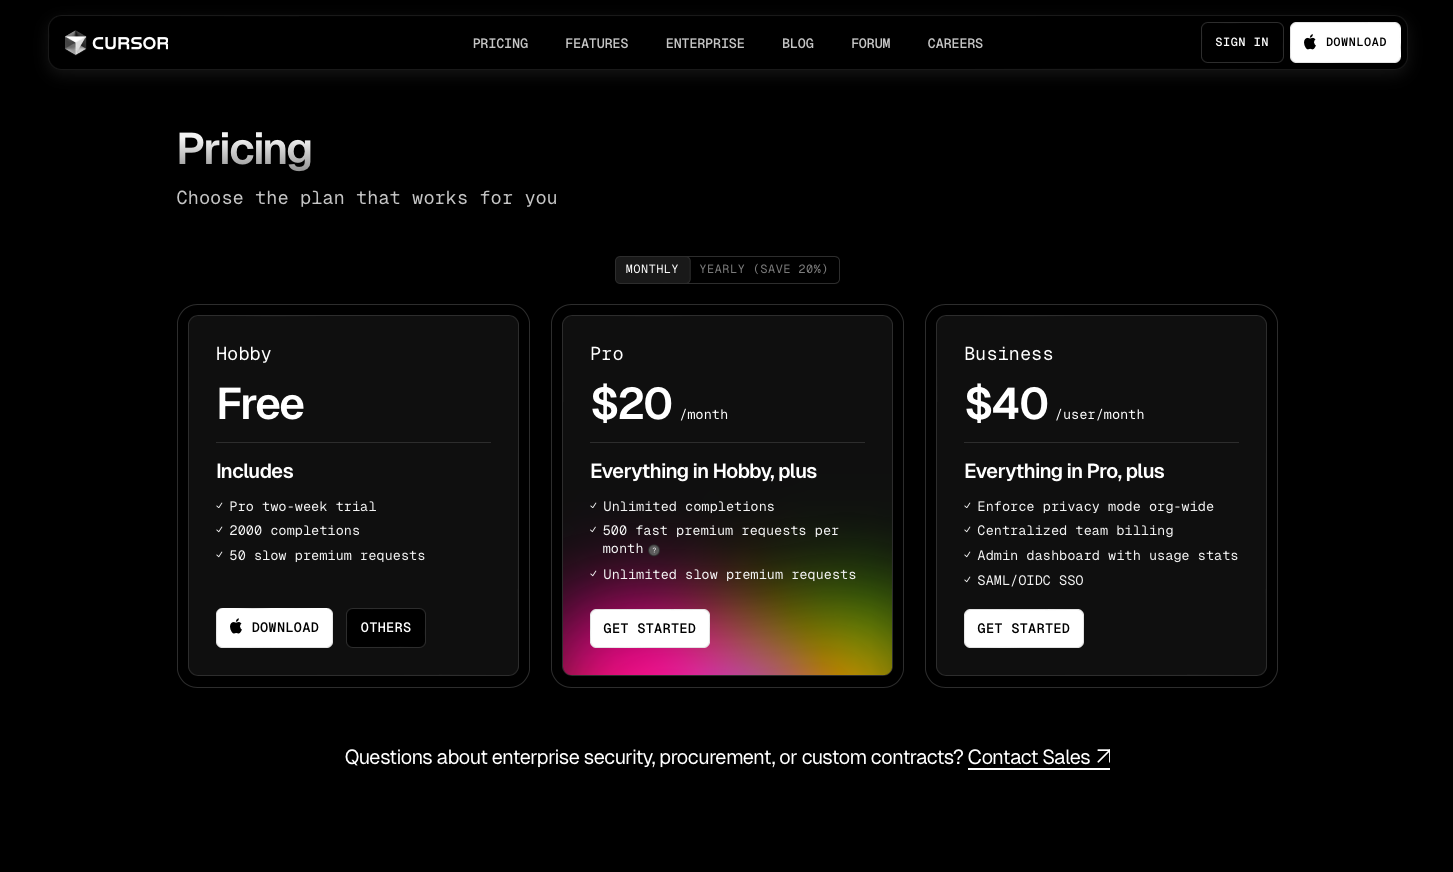 CURSOR
PRICING FEATURES ENTERPRISE BLOG FORUM CAREERS
SIGN IN
DOWNLOAD
Pricing
Choose the plan that works for you
MONTHLY YEARLY (SAVE 20%)
Hobby
Free
Includes
✓ Pro two-week trial
✓ 2000 completions
✓ 50 slow premium requests
DOWNLOAD
OTHERS
Pro
$20 /month
Everything in Hobby, plus
✓ Unlimited completions
✓ 500 fast premium requests per
month ?
✓ Unlimited slow premium requests
GET STARTED
Business
$40 /user/month
Everything in Pro, plus
✓ Enforce privacy mode org-wide
✓ Centralized team billing
✓ Admin dashboard with usage stats
✓ SAML/OIDC SSO
GET STARTED
Questions about enterprise security, procurement, or custom contracts? Contact Sales ↗